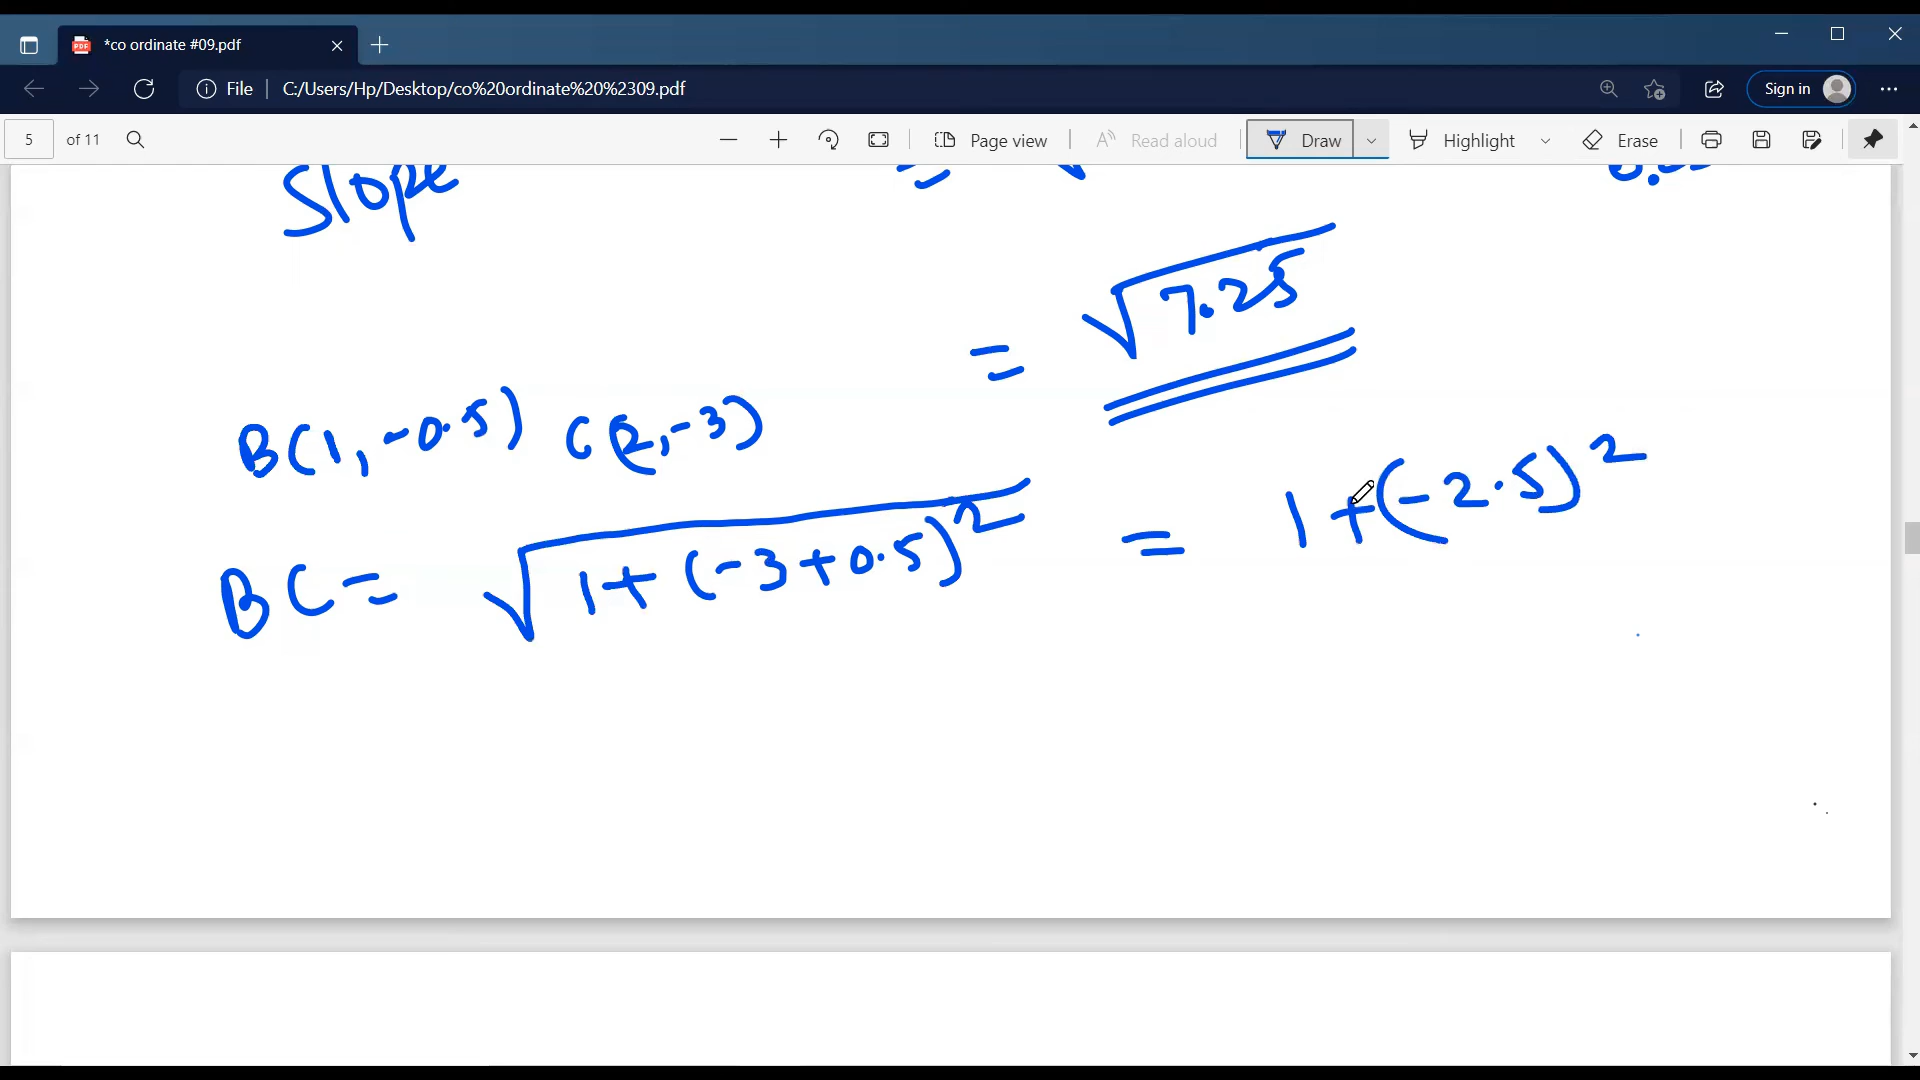 *co ordinate #09.pdf
File | C:/Users/Hp/Desktop/co%20ordinate%20%2309.pdf
Sign in
5 of 11
Page view
Read aloud
Draw
Highlight
Erase
Slope
= √7.25
B(1, -0.5) C(2, -3)
BC = √1+(-3+0.5)² = 1+(-2.5)²